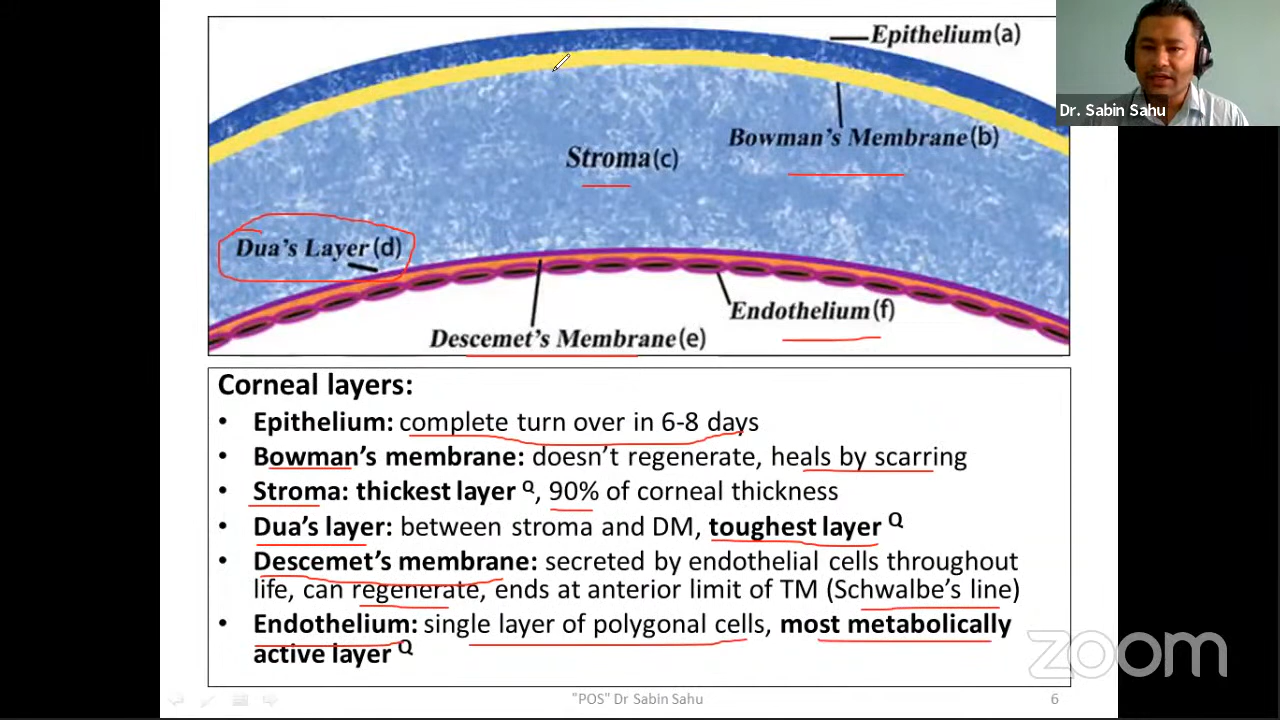 Epithelium(a)
Dr. Sabin Sahu
Bowman's Membrane(b)
Stroma(c)
Dua's Layer(d)
Endothelium(f)
Descemet's Membrane(e)
Corneal layers:
• Epithelium: complete turn over in 6-8 days
• Bowman's membrane: doesn't regenerate, heals by scarring
• Stroma: thickest layer Q, 90% of corneal thickness
• Dua's layer: between stroma and DM, toughest layer Q
• Descemet's membrane: secreted by endothelial cells throughout
life, can regenerate, ends at anterior limit of TM (Schwalbe's line)
• Endothelium: single layer of polygonal cells, most metabolically
active layer Q
zoom
"POS" Dr Sabin Sahu
6